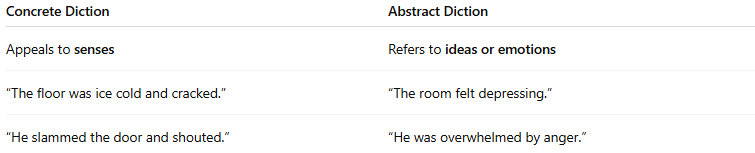 Concrete Diction Abstract Diction
Appeals to senses Refers to ideas or emotions
“The floor was ice cold and cracked.” “The room felt depressing.”
“He slammed the door and shouted.” “He was overwhelmed by anger.”